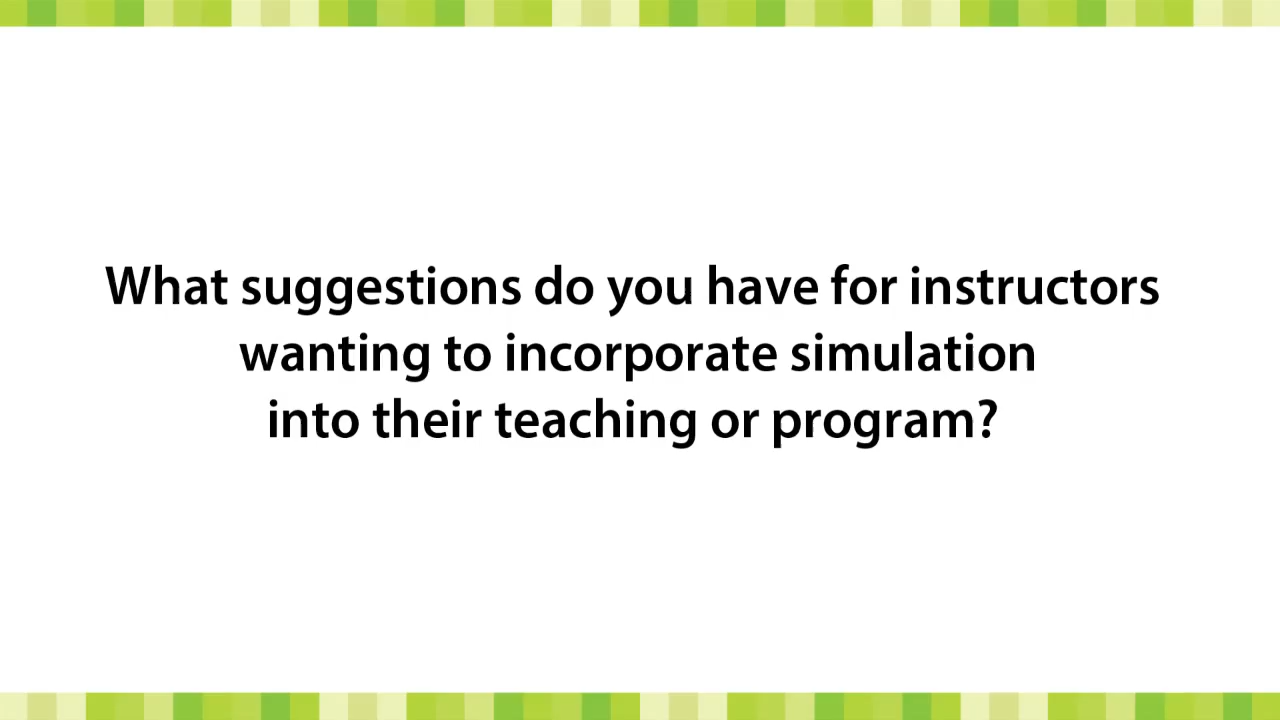 What suggestions do you have for instructors
wanting to incorporate simulation
into their teaching or program?